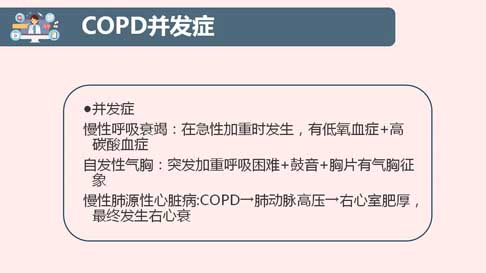 COPD并发症
●并发症
慢性呼吸衰竭：在急性加重时发生，有低氧血症+高
碳酸血症
自发性气胸：突发加重呼吸困难+鼓音+胸片有气胸征
象
慢性肺源性心脏病:COPD→肺动脉高压→右心室肥厚，
最终发生右心衰